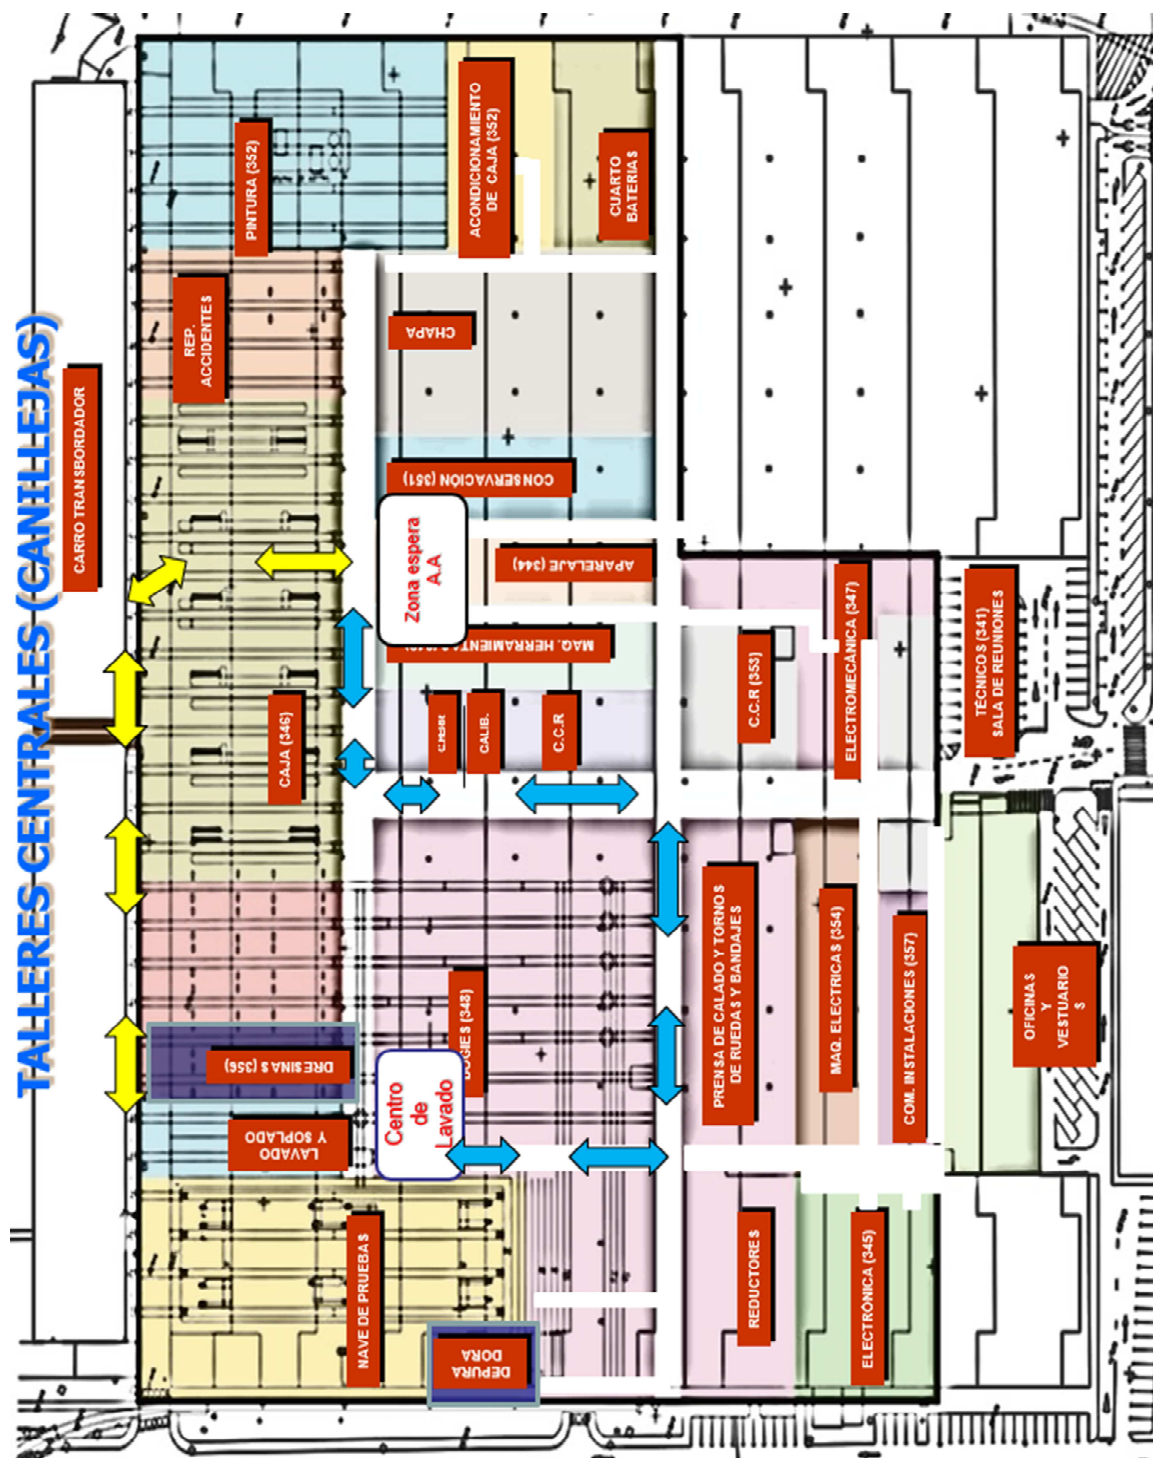 TALLERES CENTRALES (CANILLEJAS)
CARRO TRANSBORDADOR
PINTURA (352)
ACONDICIONAMIENTO
DE CAJA (352)
CUARTO
BATERIAS
REP.
ACCIDENTES
CHAPA
CONSERVACIÓN (351)
Zona espera
A.A
APARELAJE (344)
MAQ. HERRAMIENTAS
CAJA (346)
CALIB.
C.C.R
C.C.R (353)
ELECTROMECÁNICA (347)
TÉCNICOS (341)
SALA DE REUNIONES
DRESINAS (356)
LAVADO
Y SOPLADO
Centro
de
Lavado
BOGIES (343)
PRENSA DE CALADO Y TORNOS
DE RUEDAS Y BANDAJES
MAQ. ELECTRICAS (354)
COM. INSTALACIONES (357)
OFICINAS
Y
VESTUARIO
S
NAVE DE PRUEBAS
DEPURA
DORA
REDUCTORES
ELECTRÓNICA (345)